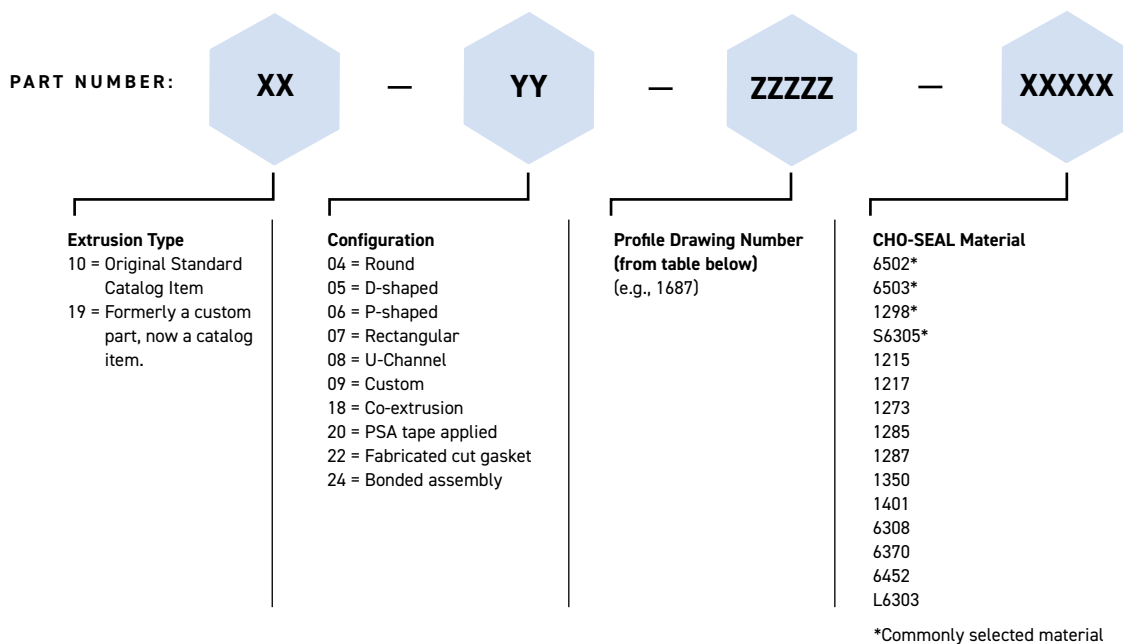 PART NUMBER: XX — YY — ZZZZZ — XXXXX
Extrusion Type
10 = Original Standard
Catalog Item
19 = Formerly a custom
part, now a catalog
item.
Configuration
04 = Round
05 = D-shaped
06 = P-shaped
07 = Rectangular
08 = U-Channel
09 = Custom
18 = Co-extrusion
20 = PSA tape applied
22 = Fabricated cut gasket
24 = Bonded assembly
Profile Drawing Number
(from table below)
(e.g., 1687)
CHO-SEAL Material
6502*
6503*
1298*
S6305*
1215
1217
1273
1285
1287
1350
1401
6308
6370
6452
L6303
*Commonly selected material